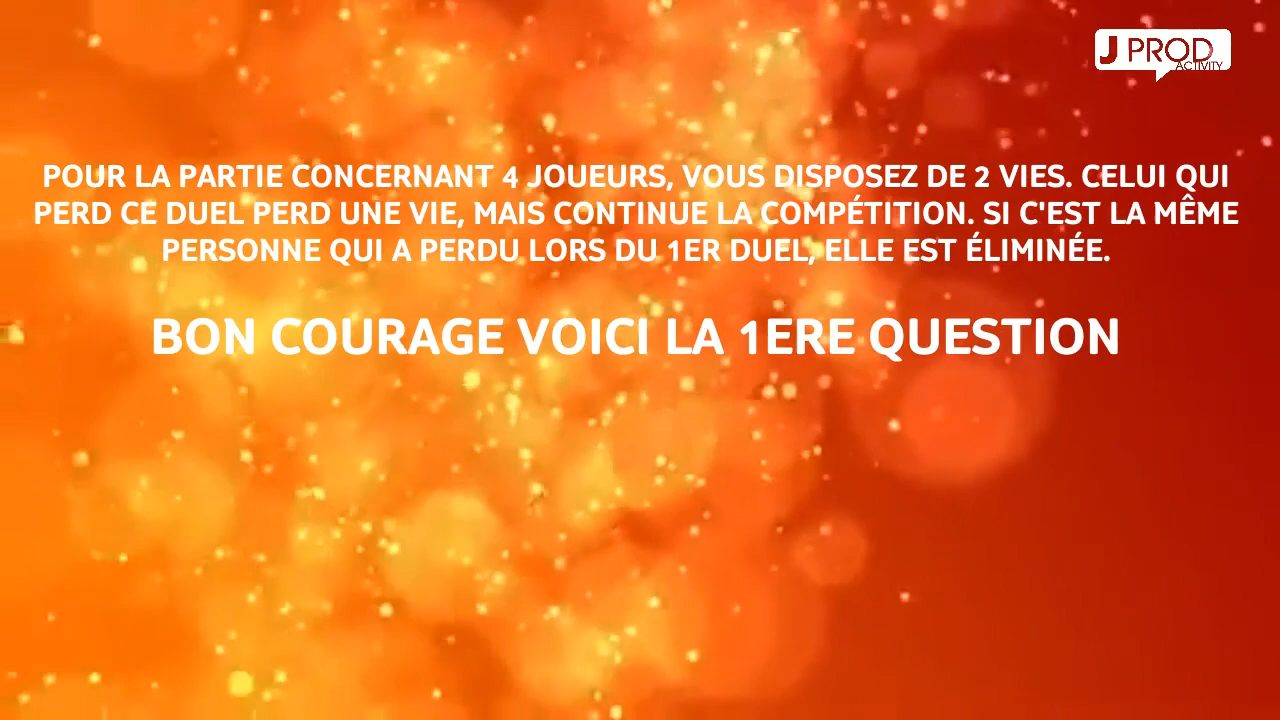 J PROD
ACTIVITY
POUR LA PARTIE CONCERNANT 4 JOUEURS, VOUS DISPOSEZ DE 2 VIES. CELUI QUI
PERD CE DUEL PERD UNE VIE, MAIS CONTINUE LA COMPÉTITION. SI C'EST LA MÊME
PERSONNE QUI A PERDU LORS DU 1ER DUEL, ELLE EST ÉLIMINÉE.
BON COURAGE VOICI LA 1ERE QUESTION